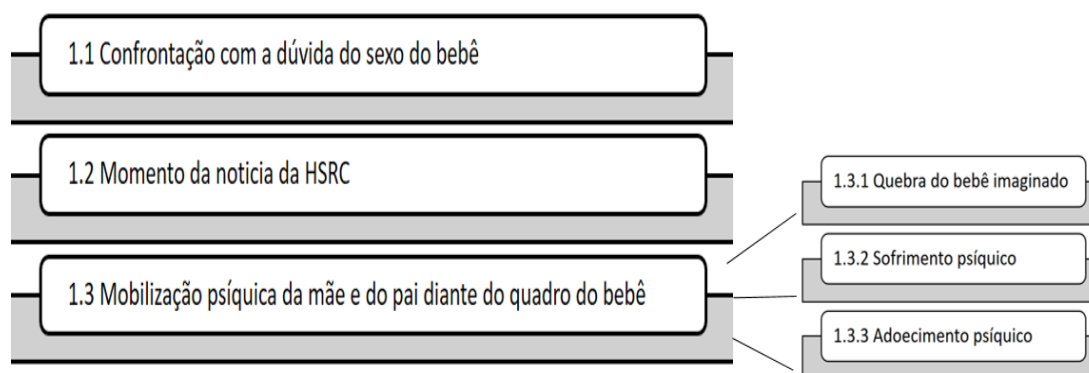 1.1 Confrontação com a dúvida do sexo do bebê
1.2 Momento da noticia da HSRC
1.3 Mobilização psíquica da mãe e do pai diante do quadro do bebê
1.3.1 Quebra do bebê imaginado
1.3.2 Sofrimento psíquico
1.3.3 Adoecimento psíquico